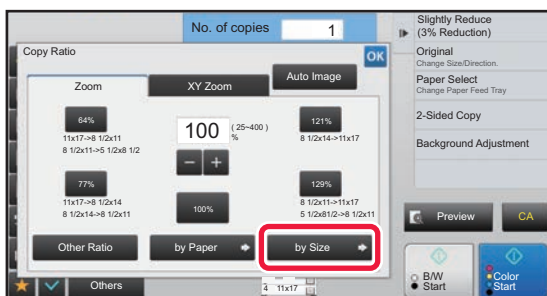 No. of copies 1
Copy Ratio
OK
Zoom
XY Zoom
Auto Image
64%
11x17->8 1/2x11
8 1/2x11->5 1/2x8 1/2
100
( 25~400 )
%
121%
8 1/2x14->11x17
− +
77%
11x17->8 1/2x14
8 1/2x14->8 1/2x11
100%
129%
8 1/2x11->11x17
5 1/2x81/2->8 1/2x11
Other Ratio
by Paper
by Size
Others
4 11x17
Slightly Reduce
(3% Reduction)
Original
Change Size/Direction.
Paper Select
Change Paper Feed Tray
2-Sided Copy
Background Adjustment
Preview
CA
B/W
Start
Color
Start